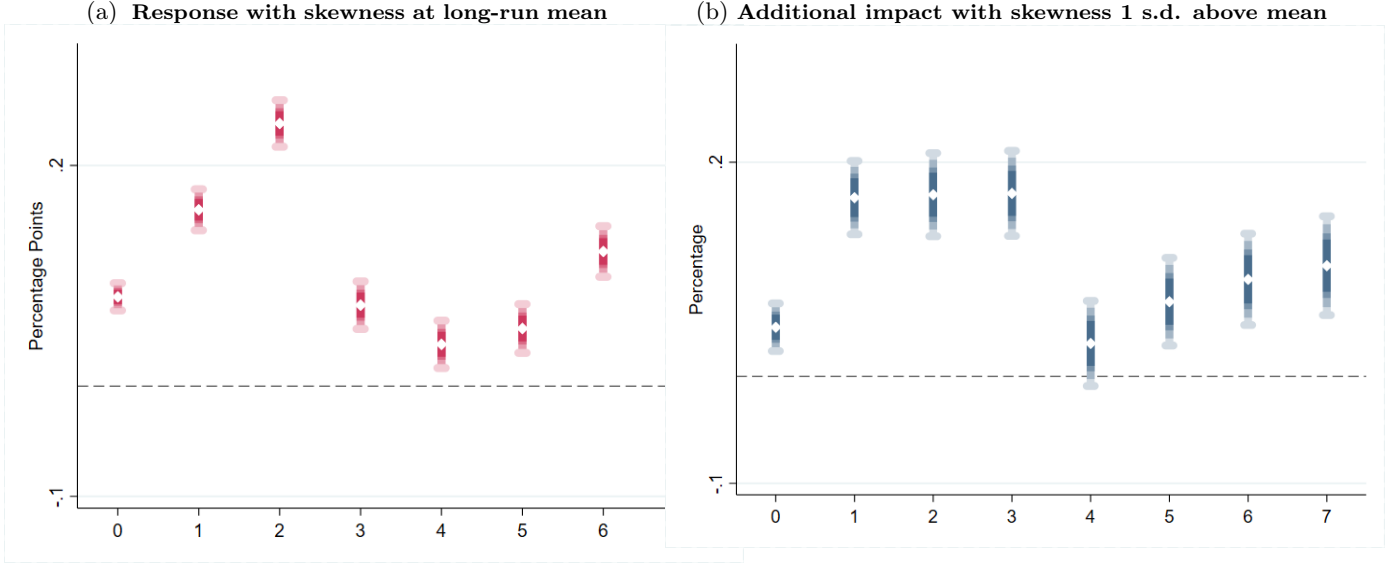 (a) Response with skewness at long-run mean
Percentage Points
.2
-.1
0 1 2 3 4 5 6
(b) Additional impact with skewness 1 s.d. above mean
Percentage
.2
-.1
0 1 2 3 4 5 6 7